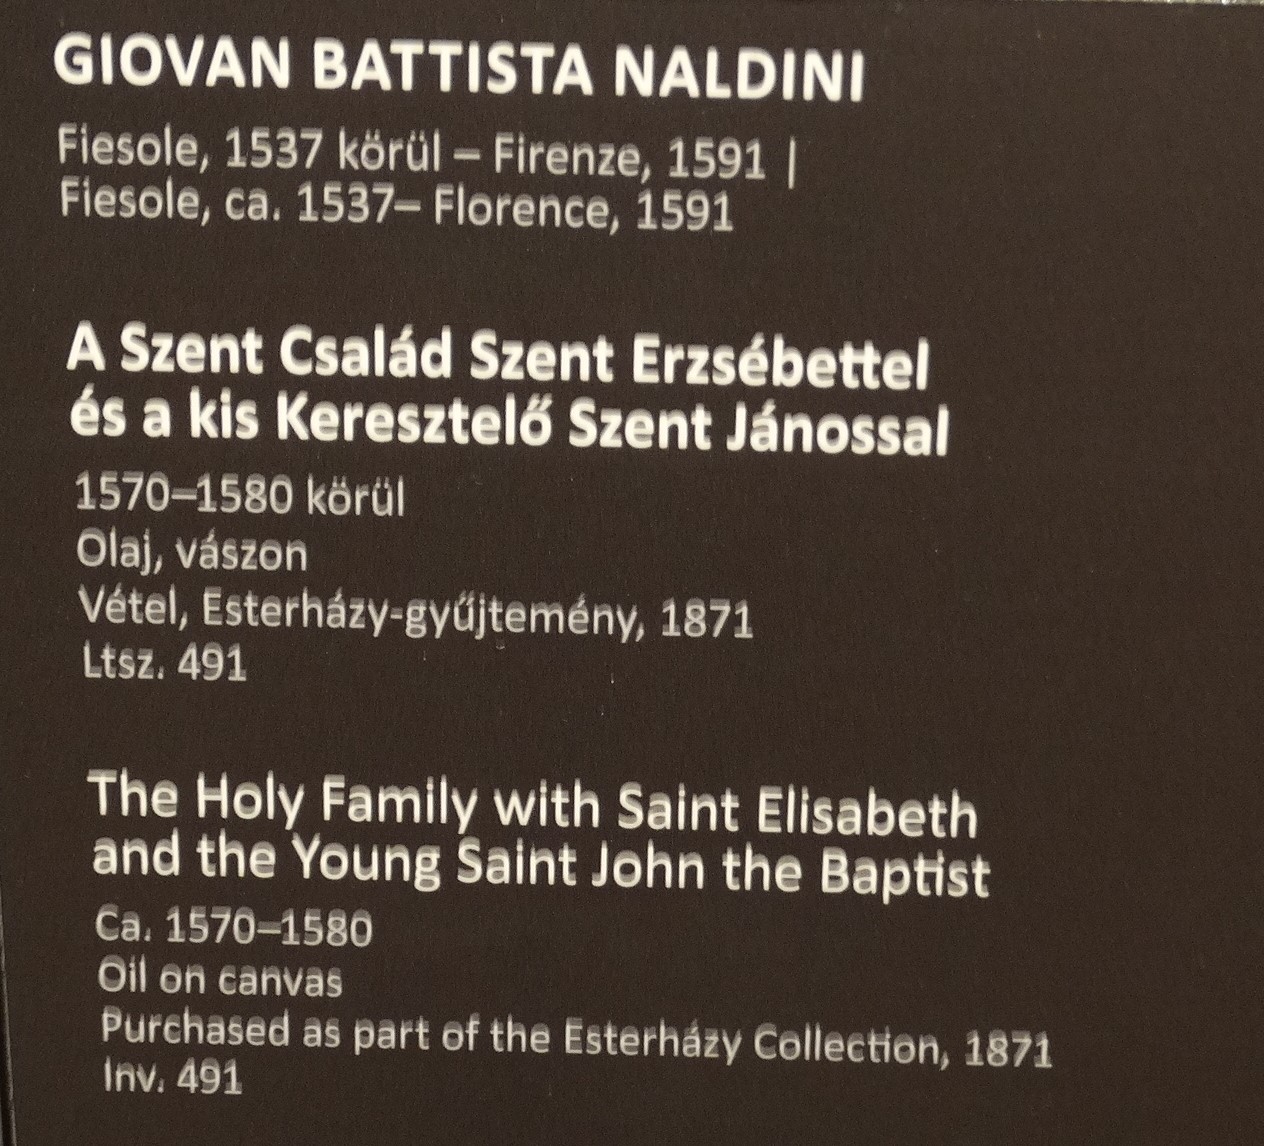 GIOVAN BATTISTA NALDINI
Fiesole, 1537 körül – Firenze, 1591 |
Fiesole, ca. 1537– Florence, 1591
A Szent Család Szent Erzsébettel
és a kis Keresztelő Szent Jánossal
1570–1580 körül
Olaj, vászon
Vétel, Esterházy-gyűjtemény, 1871
Ltsz. 491
The Holy Family with Saint Elisabeth
and the Young Saint John the Baptist
Ca. 1570–1580
Oil on canvas
Purchased as part of the Esterházy Collection, 1871
Inv. 491